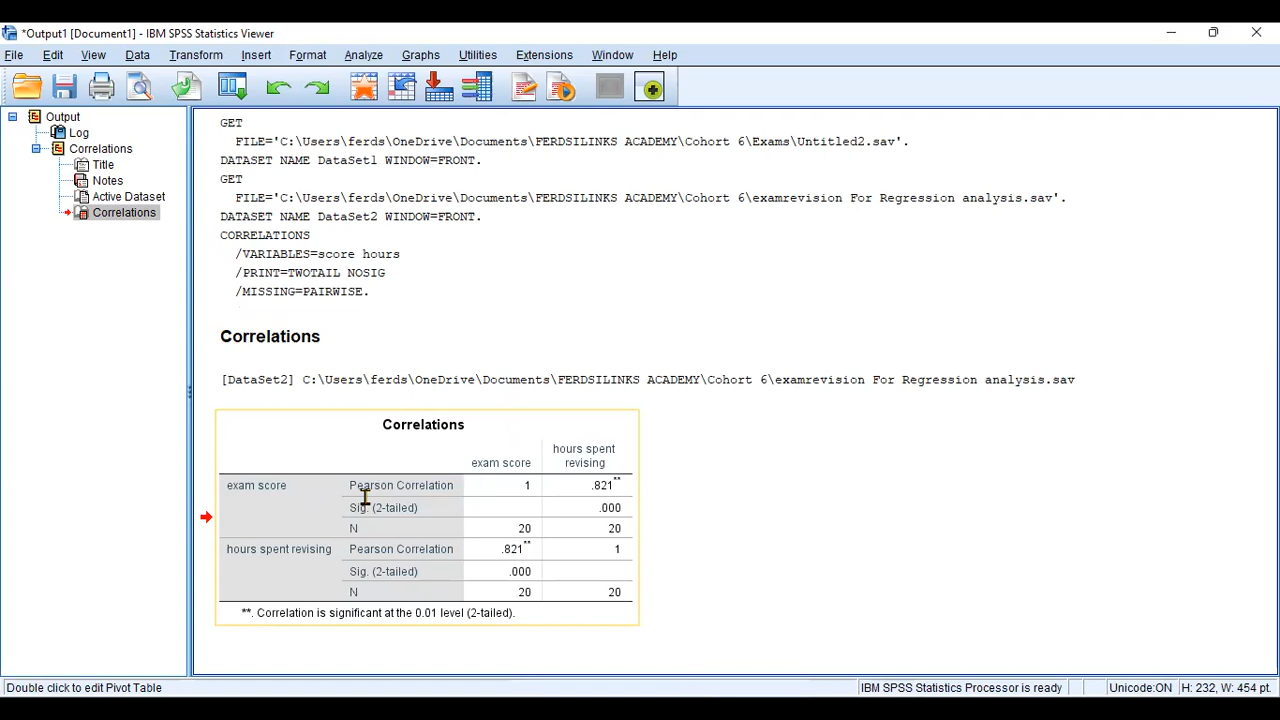 *Output1 [Document1] - IBM SPSS Statistics Viewer
File Edit View Data Transform Insert Format Analyze Graphs Utilities Extensions Window Help
Output
Log
Correlations
Title
Notes
Active Dataset
Correlations
GET
FILE='C:\Users\ferds\OneDrive\Documents\FERDSILINKS ACADEMY\Cohort 6\Exams\Untitled2.sav'.
DATASET NAME DataSet1 WINDOW=FRONT.
GET
FILE='C:\Users\ferds\OneDrive\Documents\FERDSILINKS ACADEMY\Cohort 6\examrevision For Regression analysis.sav'.
DATASET NAME DataSet2 WINDOW=FRONT.
CORRELATIONS
/VARIABLES=score hours
/PRINT=TWOTAIL NOSIG
/MISSING=PAIRWISE.
Correlations
[DataSet2] C:\Users\ferds\OneDrive\Documents\FERDSILINKS ACADEMY\Cohort 6\examrevision For Regression analysis.sav
Correlations
exam score hours spent revising
exam score Pearson Correlation 1 .821**
Sig. (2-tailed) .000
N 20 20
hours spent revising Pearson Correlation .821** 1
Sig. (2-tailed) .000
N 20 20
**. Correlation is significant at the 0.01 level (2-tailed).
Double click to edit Pivot Table IBM SPSS Statistics Processor is ready Unicode:ON H: 232, W: 454 pt.